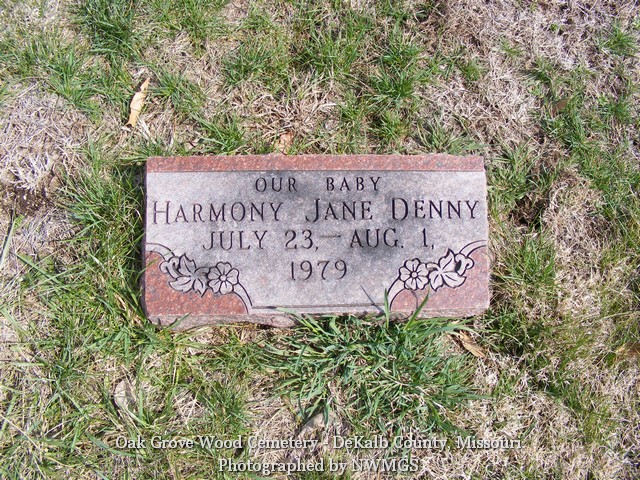 OUR BABY
HARMONY JANE DENNY
JULY 23,—AUG. 1,
1979
Oak Grove Wood Cemetery - DeKalb County, Missouri
Photographed by NWMGS